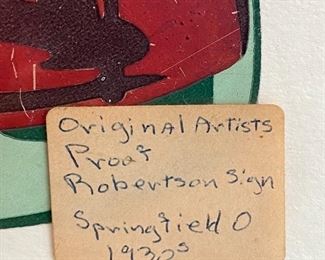 Original Artists
Proof
Robertson Sign
Springfield O
1930s